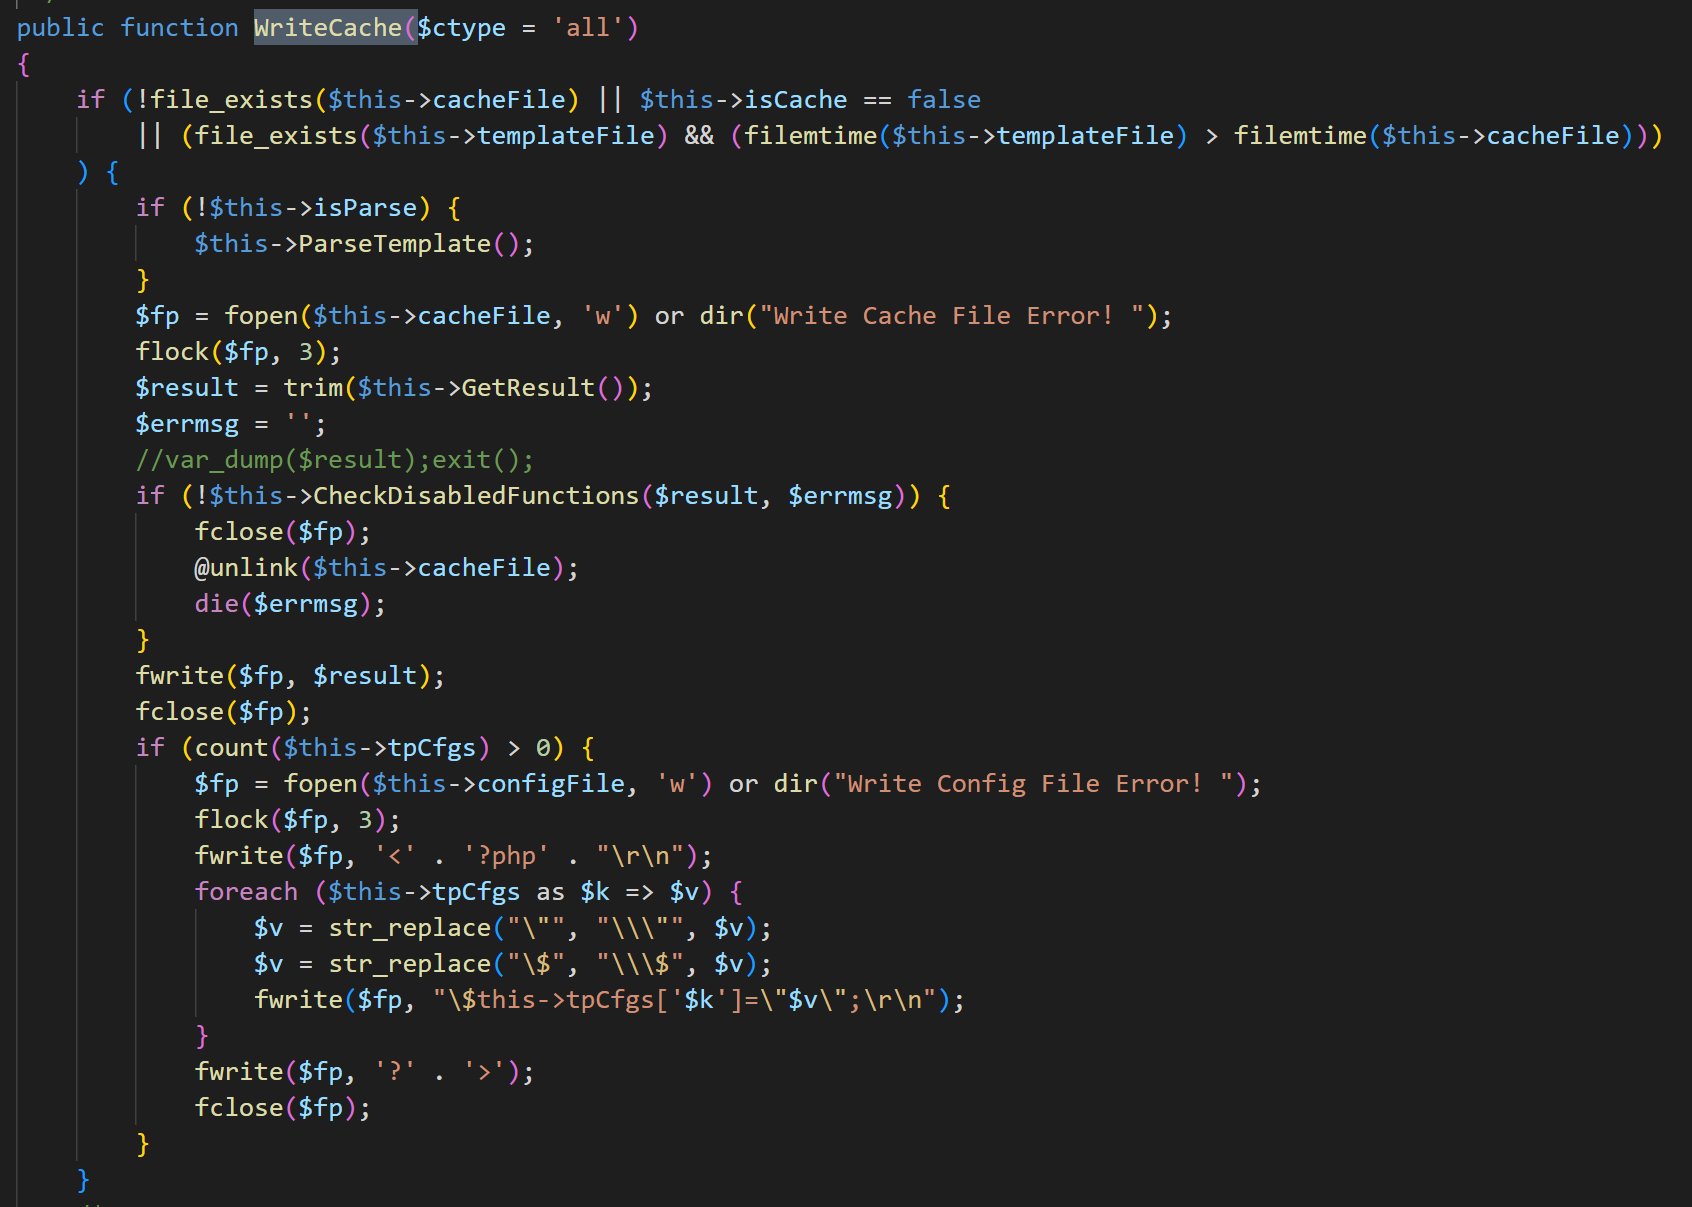 public function WriteCache($ctype = 'all')
{
    if (!file_exists($this->cacheFile) || $this->isCache == false
        || (file_exists($this->templateFile) && (filemtime($this->templateFile) > filemtime($this->cacheFile)))
    ) {
        if (!$this->isParse) {
            $this->ParseTemplate();
        }
        $fp = fopen($this->cacheFile, 'w') or dir("Write Cache File Error! ");
        flock($fp, 3);
        $result = trim($this->GetResult());
        $errmsg = '';
        //var_dump($result);exit();
        if (!$this->CheckDisabledFunctions($result, $errmsg)) {
            fclose($fp);
            @unlink($this->cacheFile);
            die($errmsg);
        }
        fwrite($fp, $result);
        fclose($fp);
        if (count($this->tpCfgs) > 0) {
            $fp = fopen($this->configFile, 'w') or dir("Write Config File Error! ");
            flock($fp, 3);
            fwrite($fp, '<' . '?php' . "\r\n");
            foreach ($this->tpCfgs as $k => $v) {
                $v = str_replace("\"", "\\\"", $v);
                $v = str_replace("\$", "\\\$", $v);
                fwrite($fp, "\$this->tpCfgs['$k']=\"$v\";\r\n");
            }
            fwrite($fp, '?' . '>');
            fclose($fp);
        }
    }